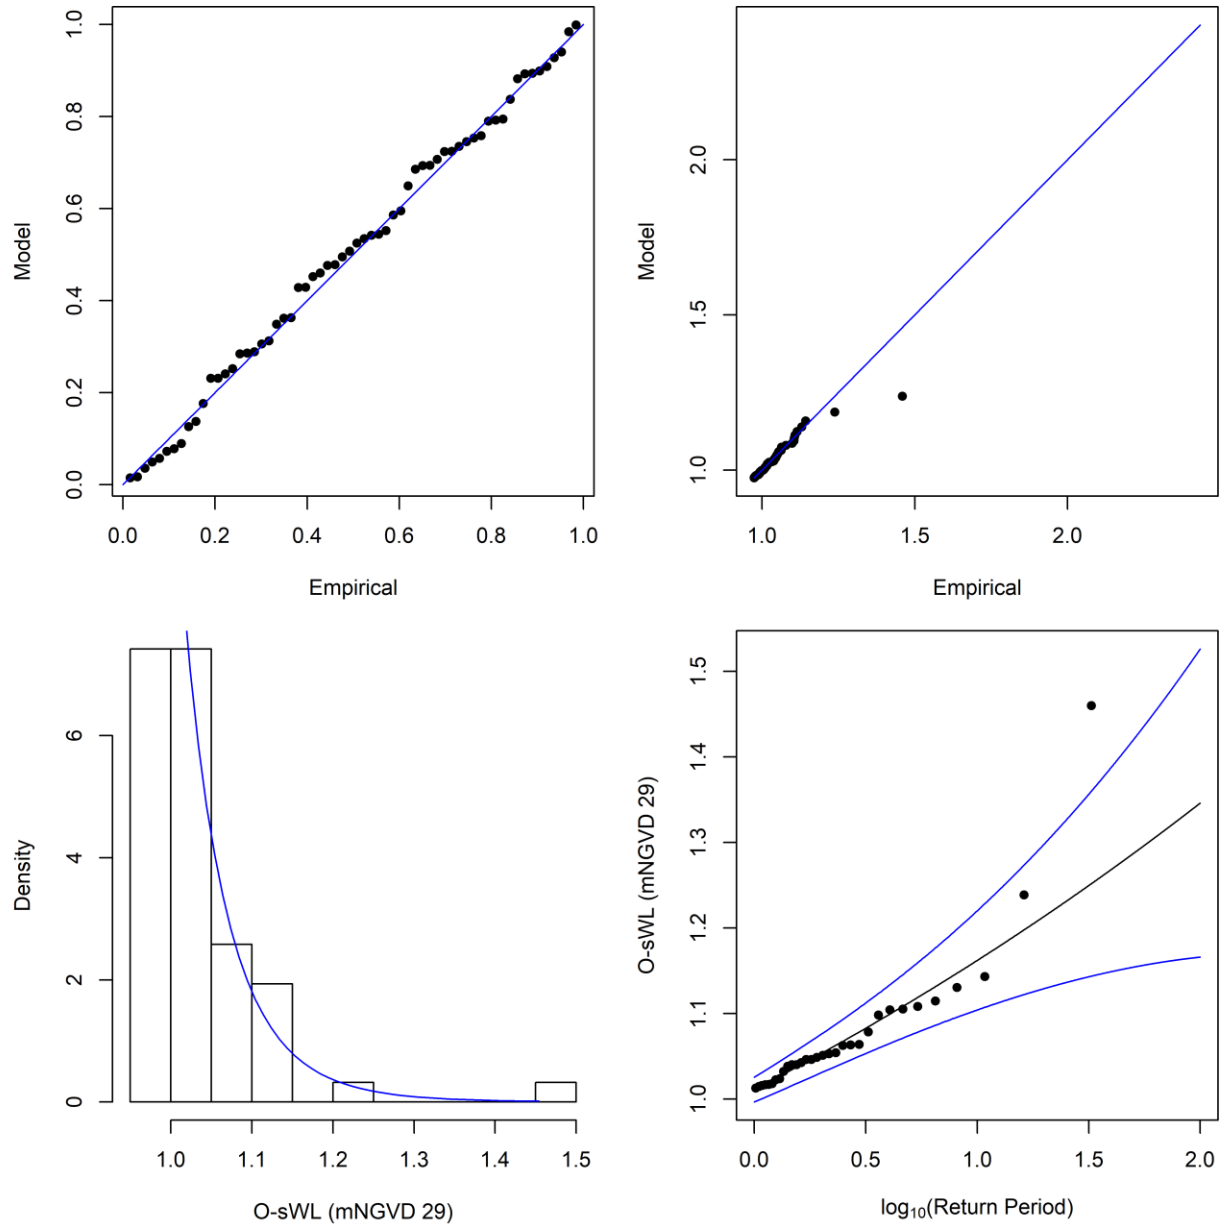 1.0
0.8
0.6
0.4
0.2
0.0
Model
0.0 0.2 0.4 0.6 0.8 1.0
Empirical
2.0
1.5
1.0
Model
1.0 1.5 2.0
Empirical
6
4
2
0
Density
1.0 1.1 1.2 1.3 1.4 1.5
O-sWL (mNGVD 29)
1.5
1.4
1.3
1.2
1.1
1.0
O-sWL (mNGVD 29)
0.0 0.5 1.0 1.5 2.0
log₁₀(Return Period)